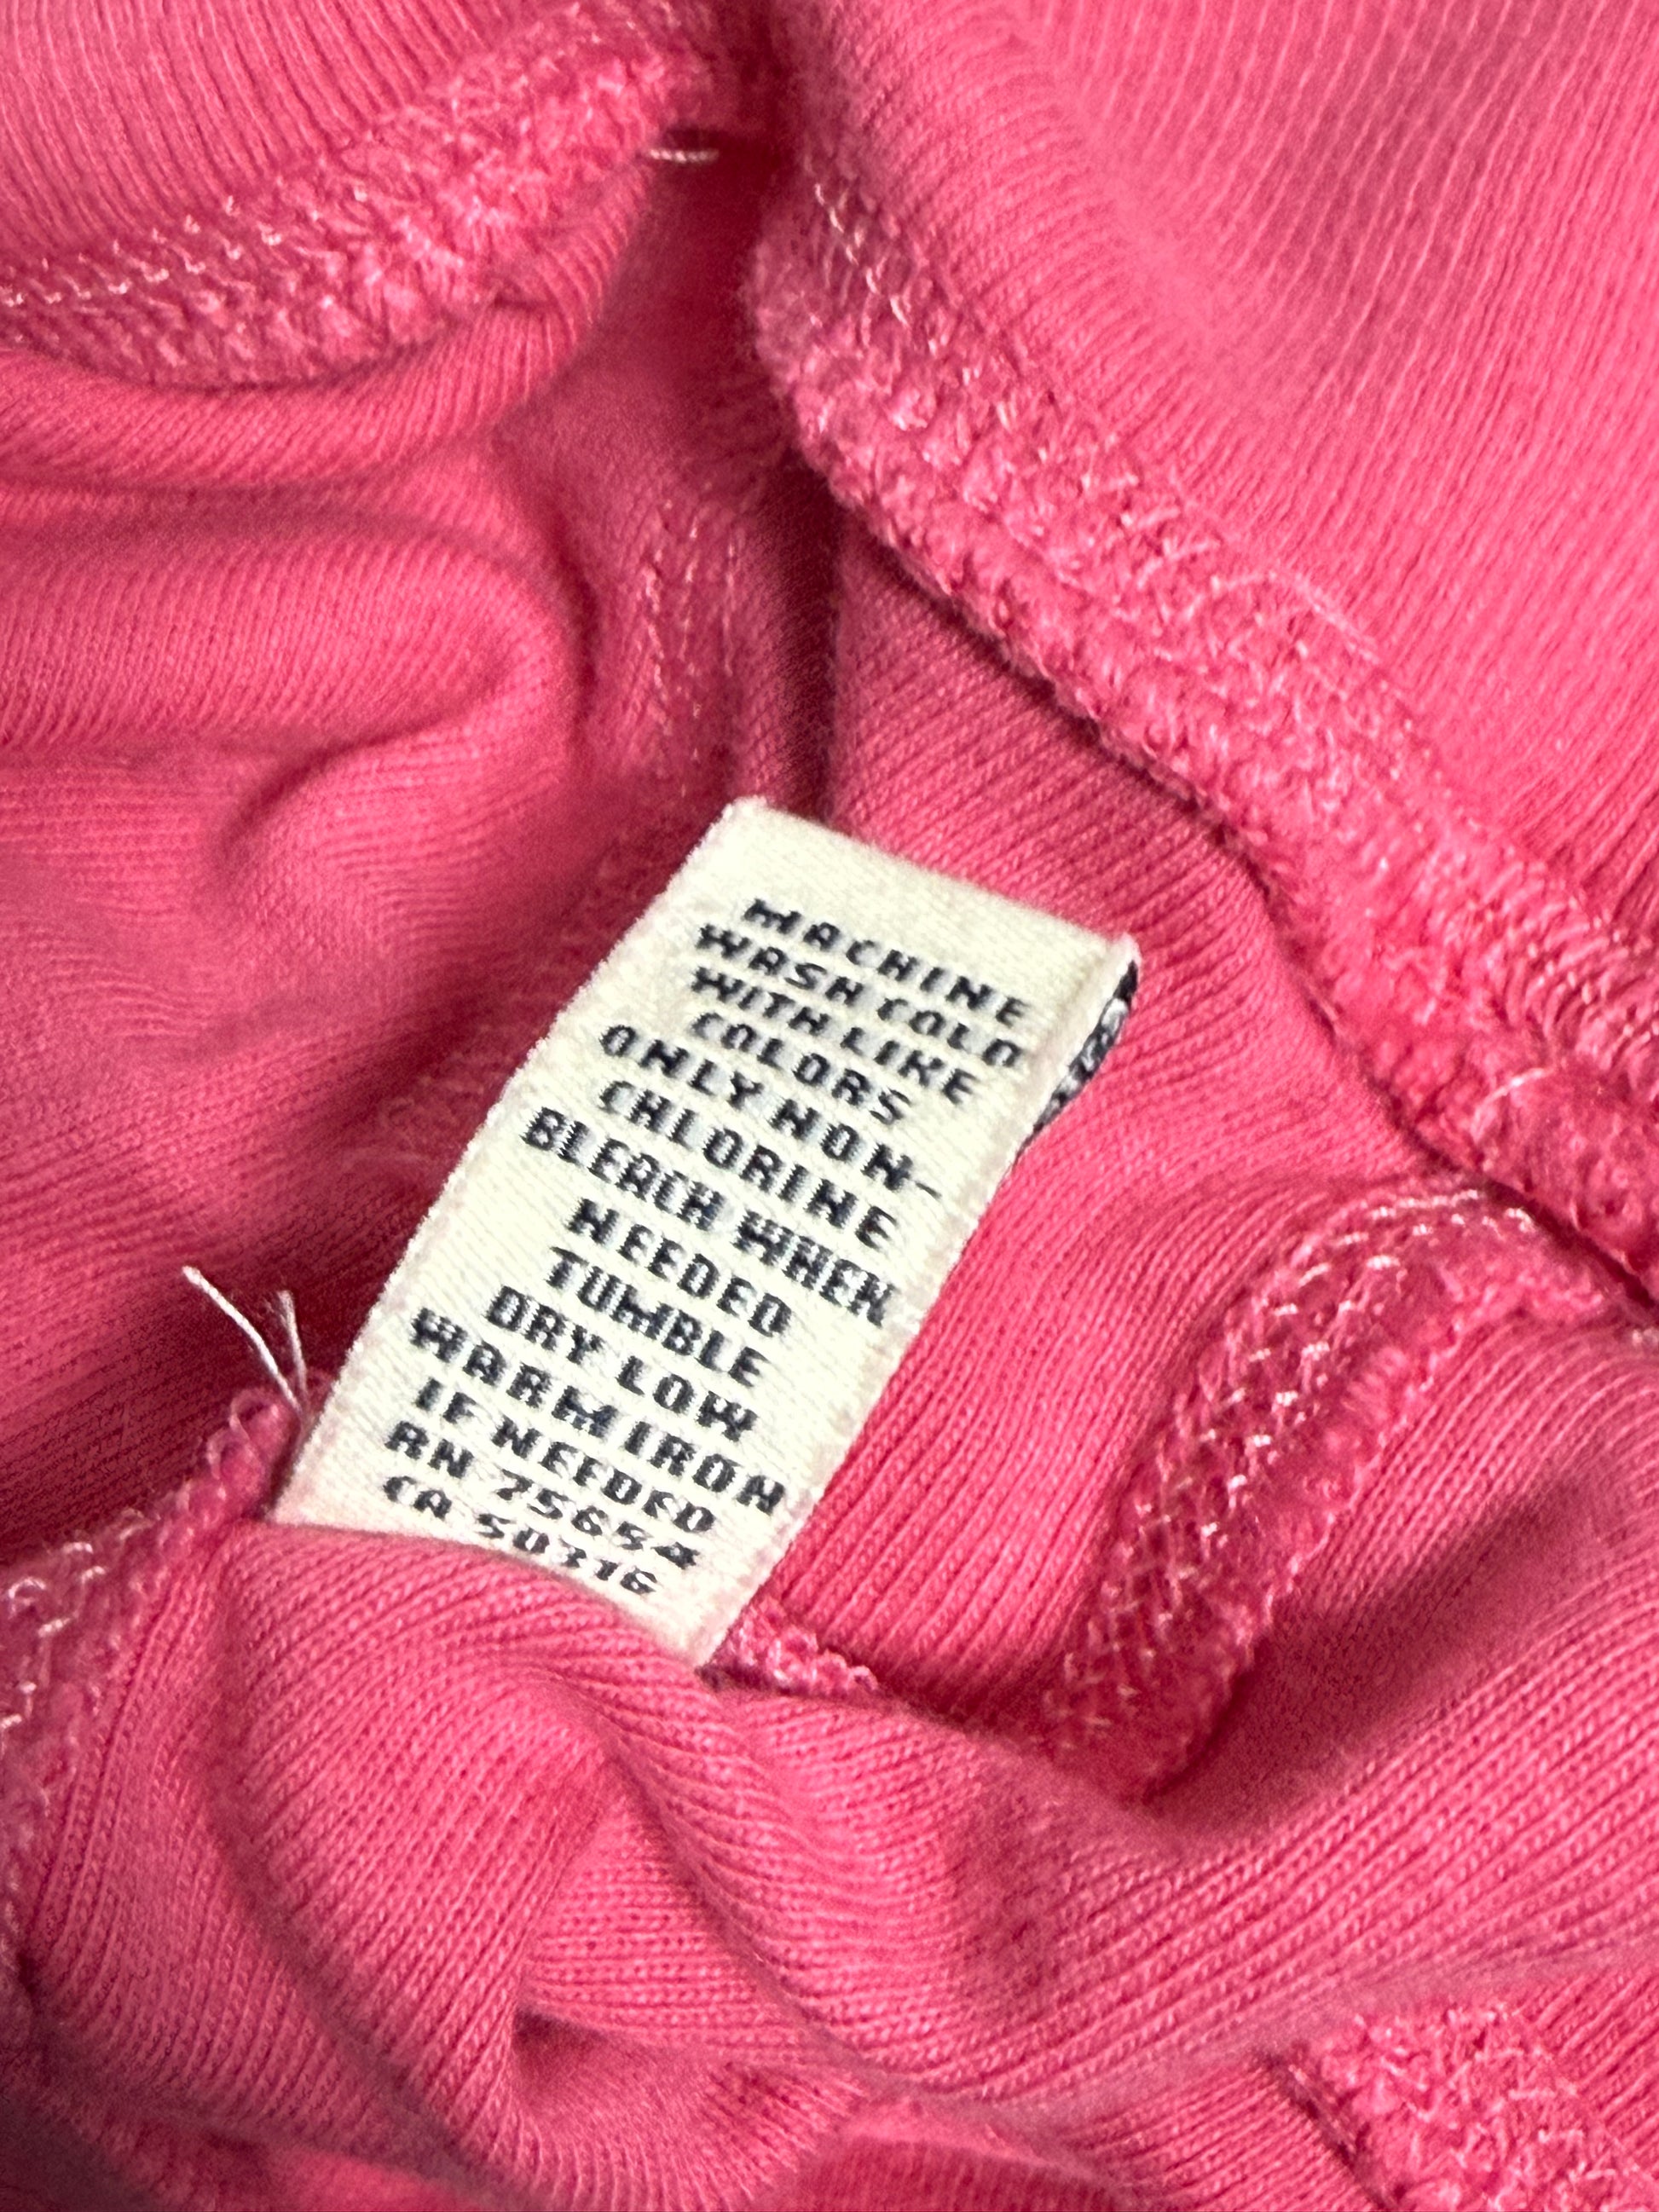 MACHINE
WASH COLD
WITH LIKE
COLORS
ONLY NON-
CHLORINE
BLEACH WHEN
NEEDED
TUMBLE
DRY LOW
WARM IRON
IF NEEDED
RN 75654
CA 50316